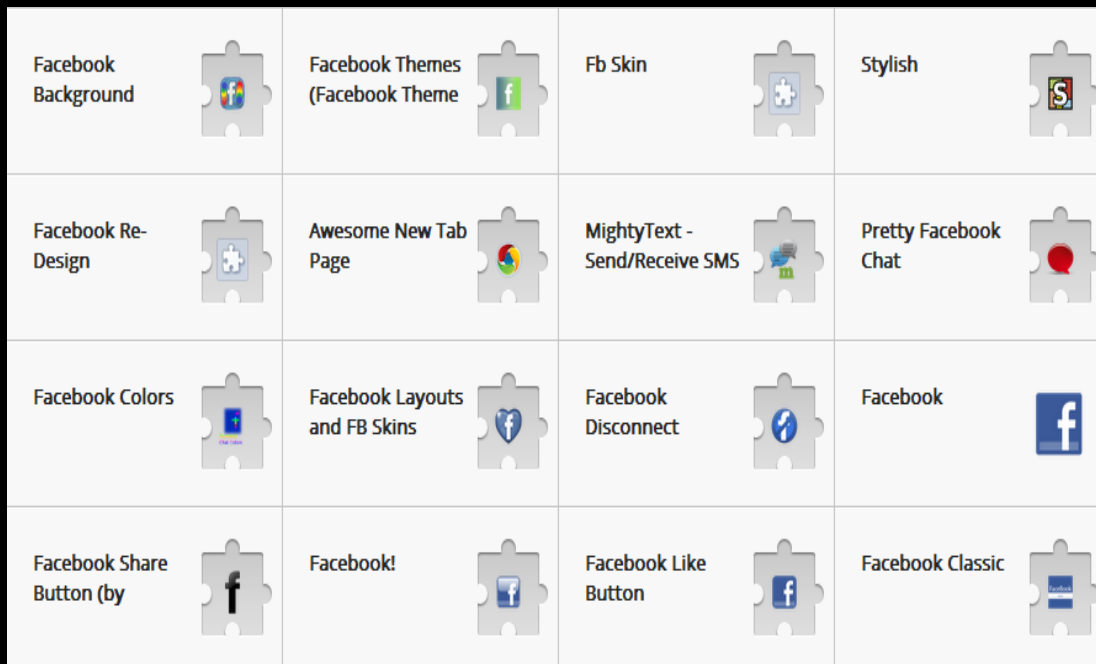 Facebook
Background
Facebook Themes
(Facebook Theme
Fb Skin
Stylish
Facebook Re-
Design
Awesome New Tab
Page
MightyText -
Send/Receive SMS
Pretty Facebook
Chat
Facebook Colors
Facebook Layouts
and FB Skins
Facebook
Disconnect
Facebook
Facebook Share
Button (by
Facebook!
Facebook Like
Button
Facebook Classic